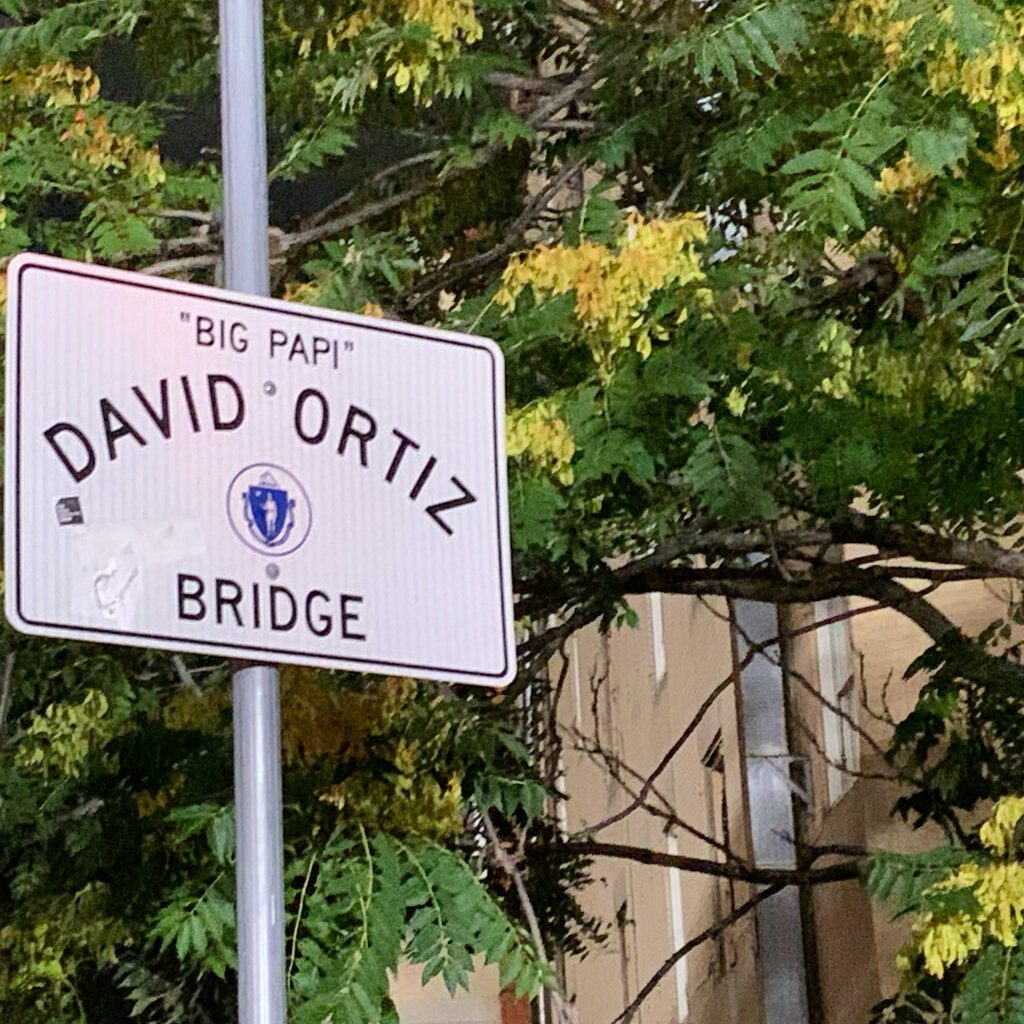 "BIG PAPI"
DAVID ORTIZ
BRIDGE